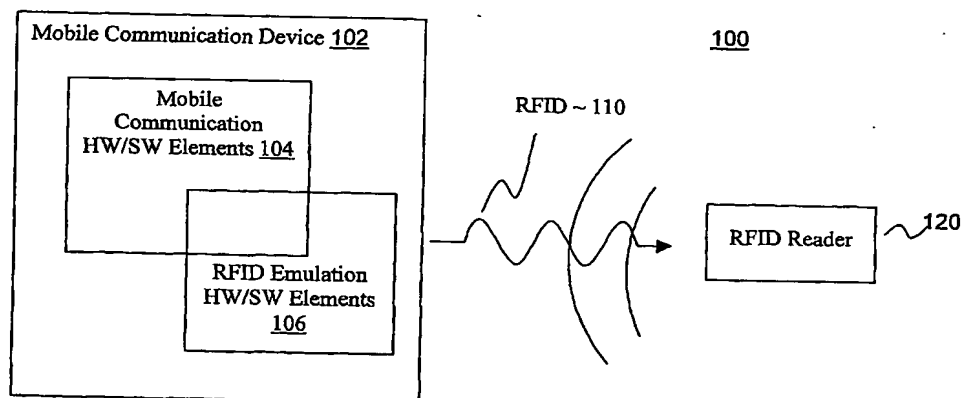 Mobile Communication Device 102
100
Mobile
Communication
HW/SW Elements 104
RFID ~ 110
RFID Emulation
HW/SW Elements
106
RFID Reader
120